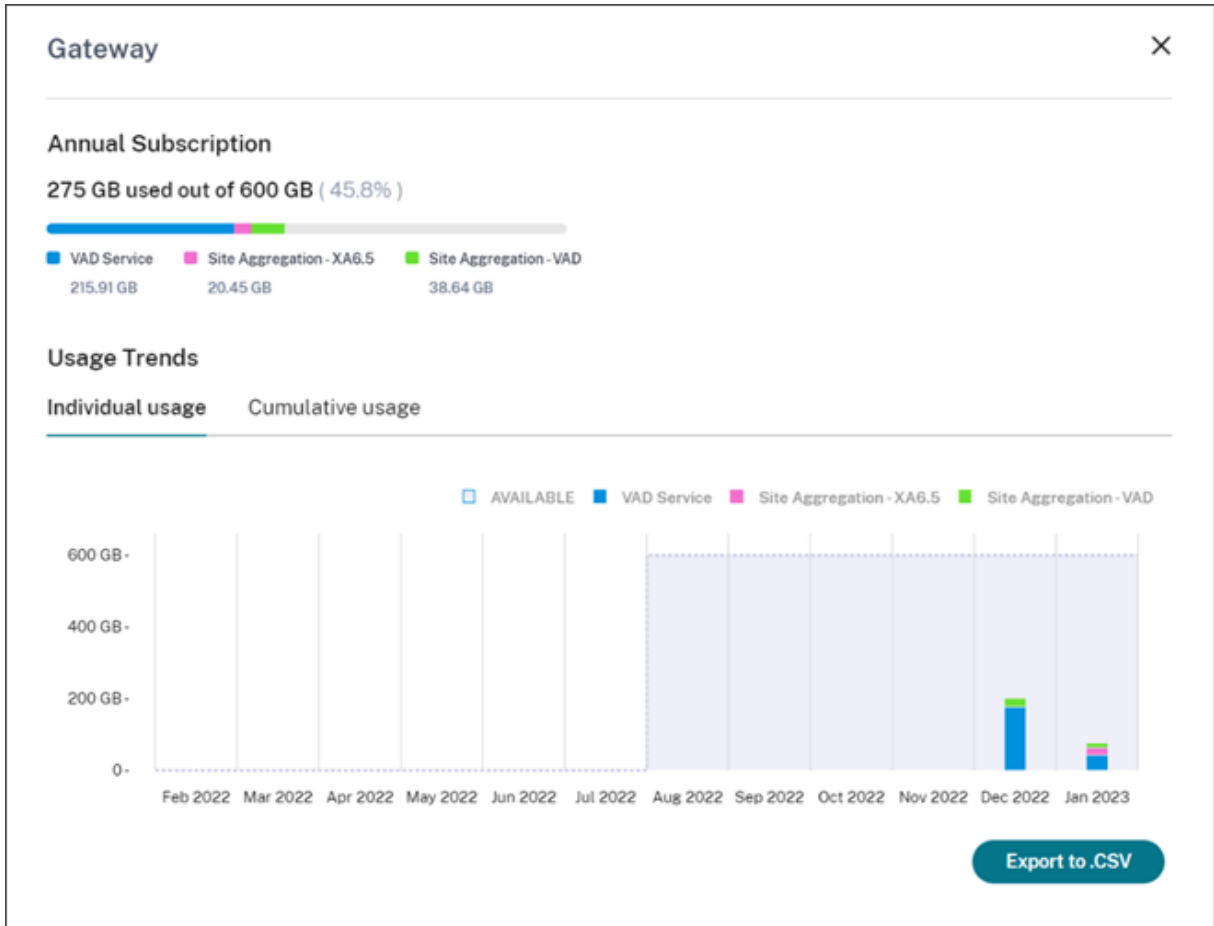 Gateway
Annual Subscription
275 GB used out of 600 GB ( 45.8% )
VAD Service Site Aggregation - XA6.5 Site Aggregation - VAD
215.91 GB 20.45 GB 38.64 GB
Usage Trends
Individual usage Cumulative usage
AVAILABLE VAD Service Site Aggregation - XA6.5 Site Aggregation - VAD
600 GB-
400 GB-
200 GB-
0-
Feb 2022 Mar 2022 Apr 2022 May 2022 Jun 2022 Jul 2022 Aug 2022 Sep 2022 Oct 2022 Nov 2022 Dec 2022 Jan 2023
Export to .CSV